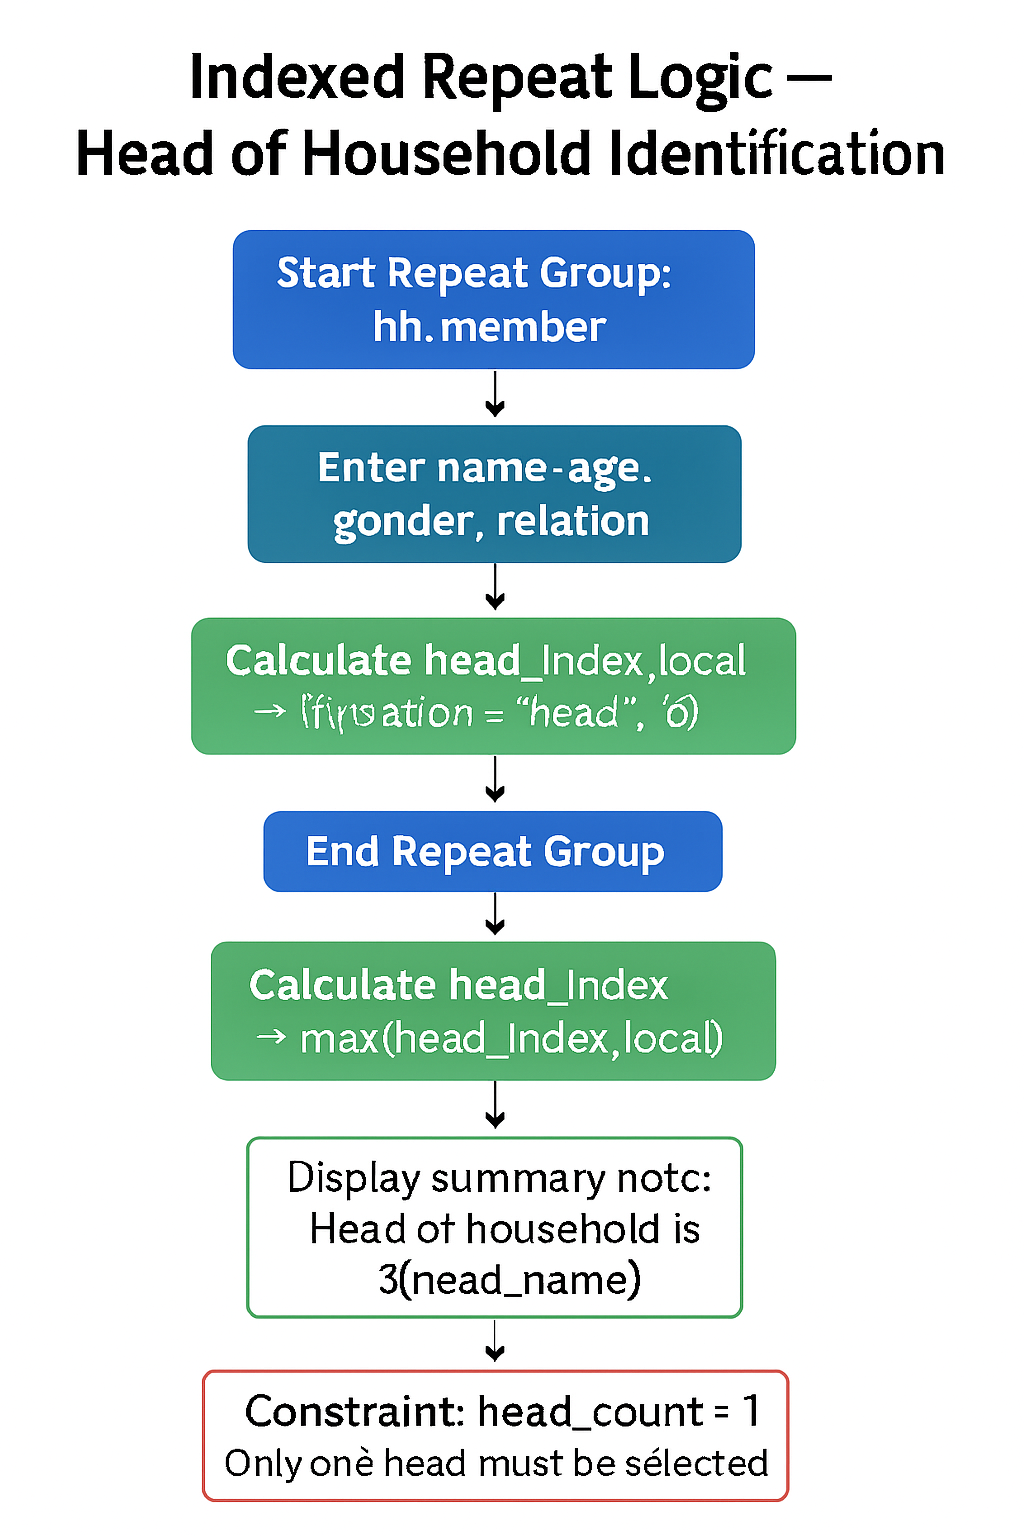 Indexed Repeat Logic —
Head of Household Identification
Start Repeat Group:
hh.member
Enter name-age.
gonder, relation
Calculate head_Index,local
→ = “head”,
End Repeat Group
Calculate head_Index
→ max(head_Index,local)
Display summary notc:
Head of household is
3(nead_name)
Constraint: head_count = 1
Only onè head must be sélected